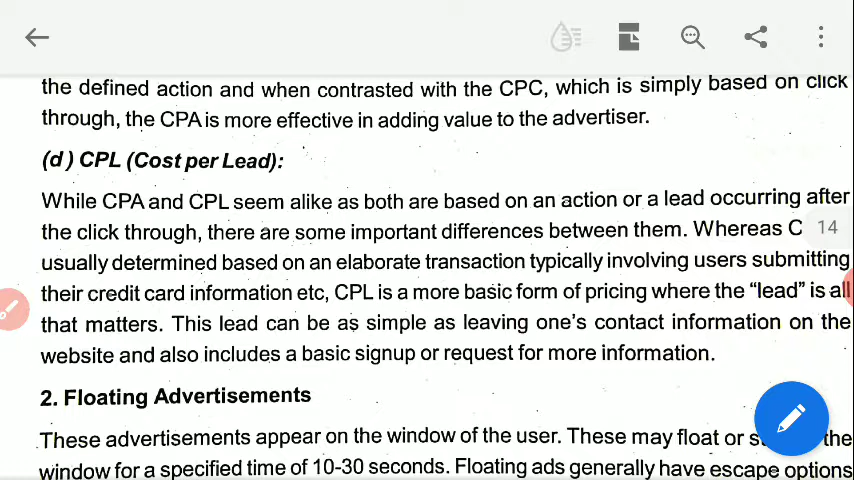 the defined action and when contrasted with the CPC, which is simply based on click
through, the CPA is more effective in adding value to the advertiser.
(d) CPL (Cost per Lead):
While CPA and CPL seem alike as both are based on an action or a lead occurring after
the click through, there are some important differences between them. Whereas C
14
usually determined based on an elaborate transaction typically involving users submitting
their credit card information etc, CPL is a more basic form of pricing where the “lead” is all
that matters. This lead can be as simple as leaving one's contact information on the
website and also includes a basic signup or request for more information.
2. Floating Advertisements
These advertisements appear on the window of the user. These may float or the
window for a specified time of 10-30 seconds. Floating ads generally have escape options